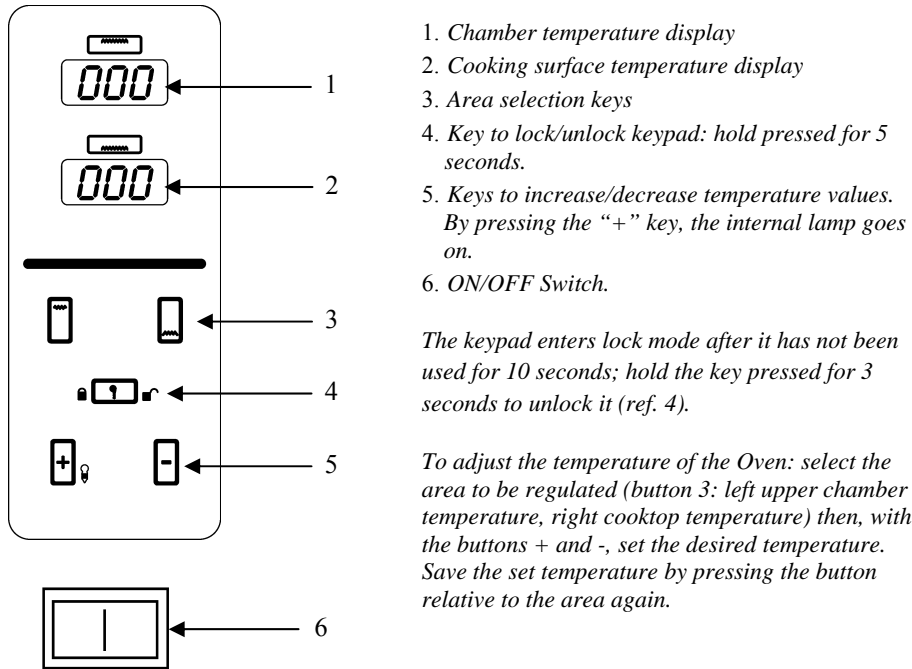 000
1
000
2
3
4
+
-
5
6
1. Chamber temperature display
2. Cooking surface temperature display
3. Area selection keys
4. Key to lock/unlock keypad: hold pressed for 5
seconds.
5. Keys to increase/decrease temperature values.
By pressing the “+” key, the internal lamp goes
on.
6. ON/OFF Switch.
The keypad enters lock mode after it has not been
used for 10 seconds; hold the key pressed for 3
seconds to unlock it (ref. 4).
To adjust the temperature of the Oven: select the
area to be regulated (button 3: left upper chamber
temperature, right cooktop temperature) then, with
the buttons + and -, set the desired temperature.
Save the set temperature by pressing the button
relative to the area again.